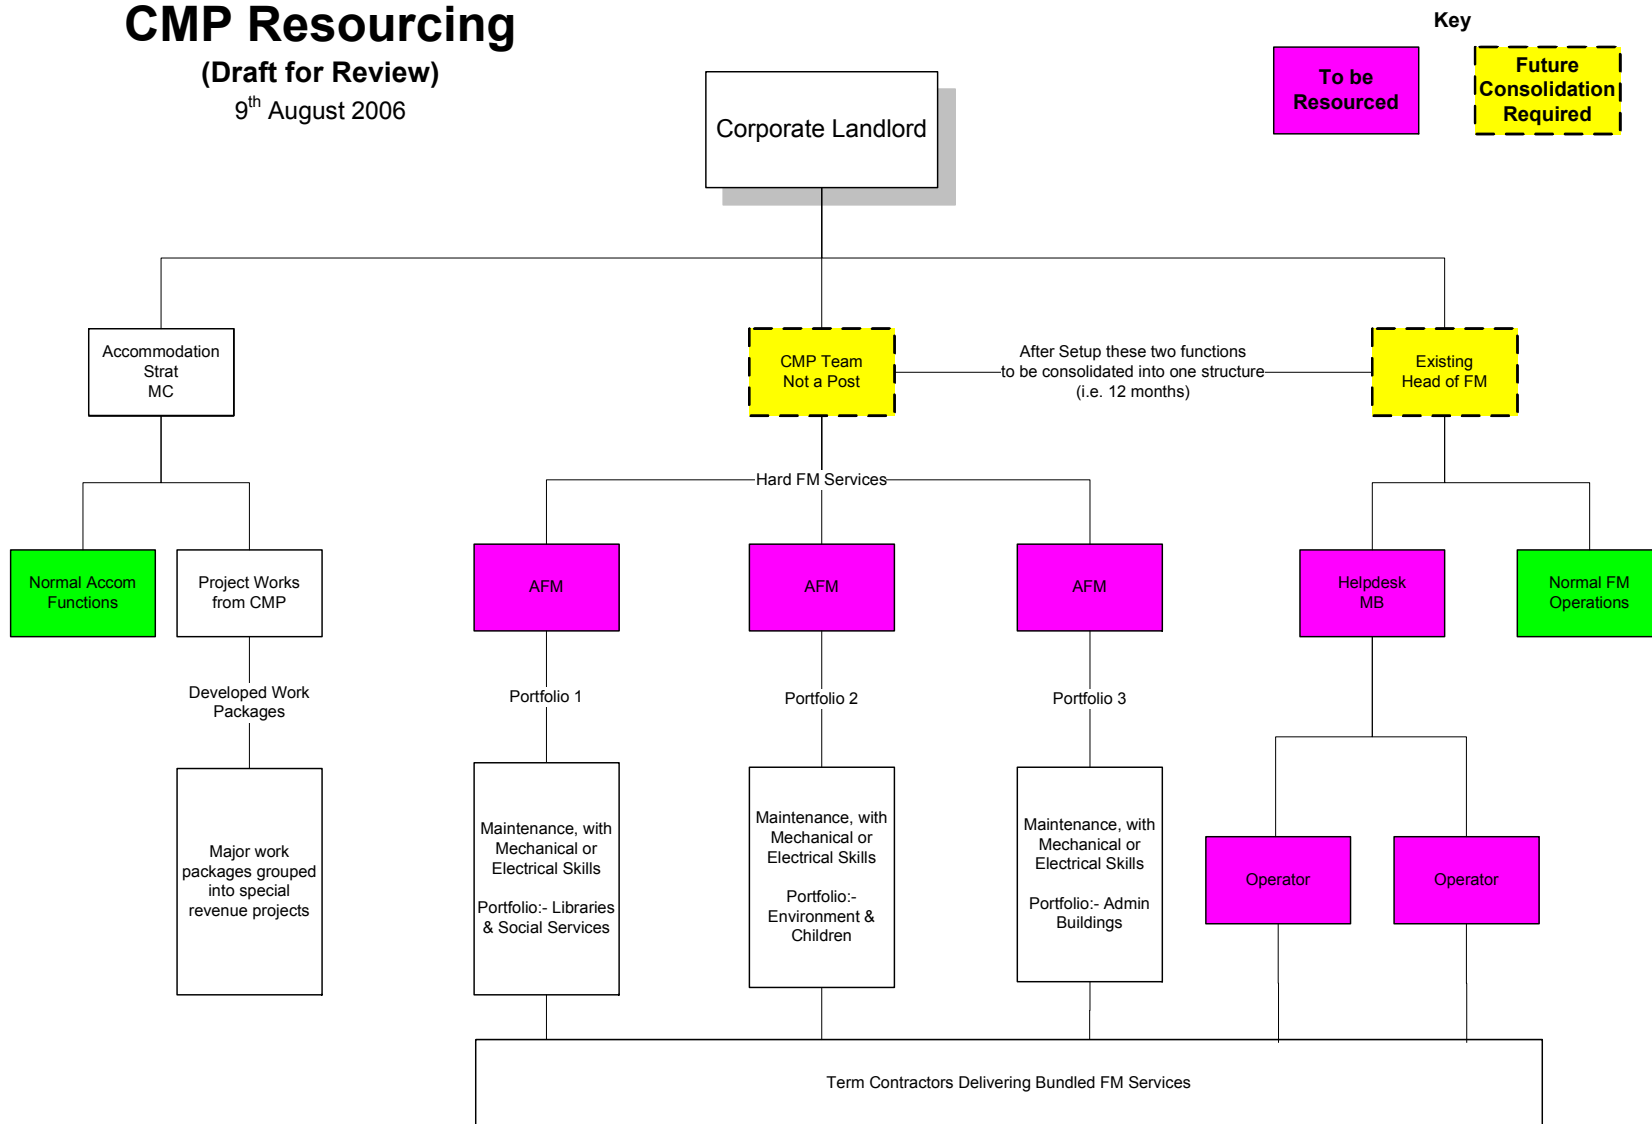 CMP Resourcing
(Draft for Review)
9th August 2006
Key
To be
Resourced
Future
Consolidation
Required
Corporate Landlord
Accommodation
Strat
MC
CMP Team
Not a Post
After Setup these two functions
to be consolidated into one structure
(i.e. 12 months)
Existing
Head of FM
Hard FM Services
Normal Accom
Functions
Project Works
from CMP
AFM
AFM
AFM
Helpdesk
MB
Normal FM
Operations
Developed Work
Packages
Portfolio 1
Portfolio 2
Portfolio 3
Major work
packages grouped
into special
revenue projects
Maintenance, with
Mechanical or
Electrical Skills
Portfolio:- Libraries
& Social Services
Maintenance, with
Mechanical or
Electrical Skills
Portfolio:-
Environment &
Children
Maintenance, with
Mechanical or
Electrical Skills
Portfolio:- Admin
Buildings
Operator
Operator
Term Contractors Delivering Bundled FM Services